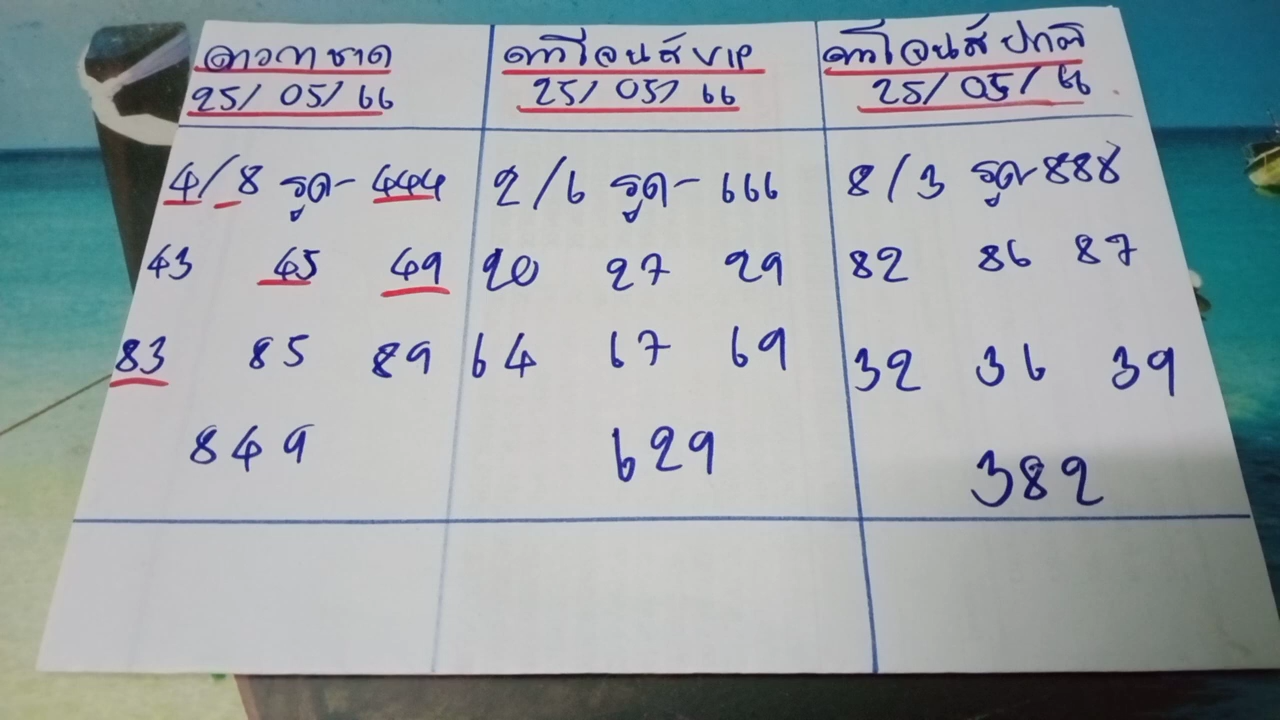 ดาวกาชาด
25/ 05/ 66
4/8 รูด- 444
43 45 49
83 85 89
849
ดาวโจนส์ VIP
25/ 05/ 66
2/6 รูด- 666
20 27 29
64 67 69
629
ดาวโจนส์ ปกติ
25/ 05/ 66
8/3 รูด-888
82 86 87
32 36 39
382